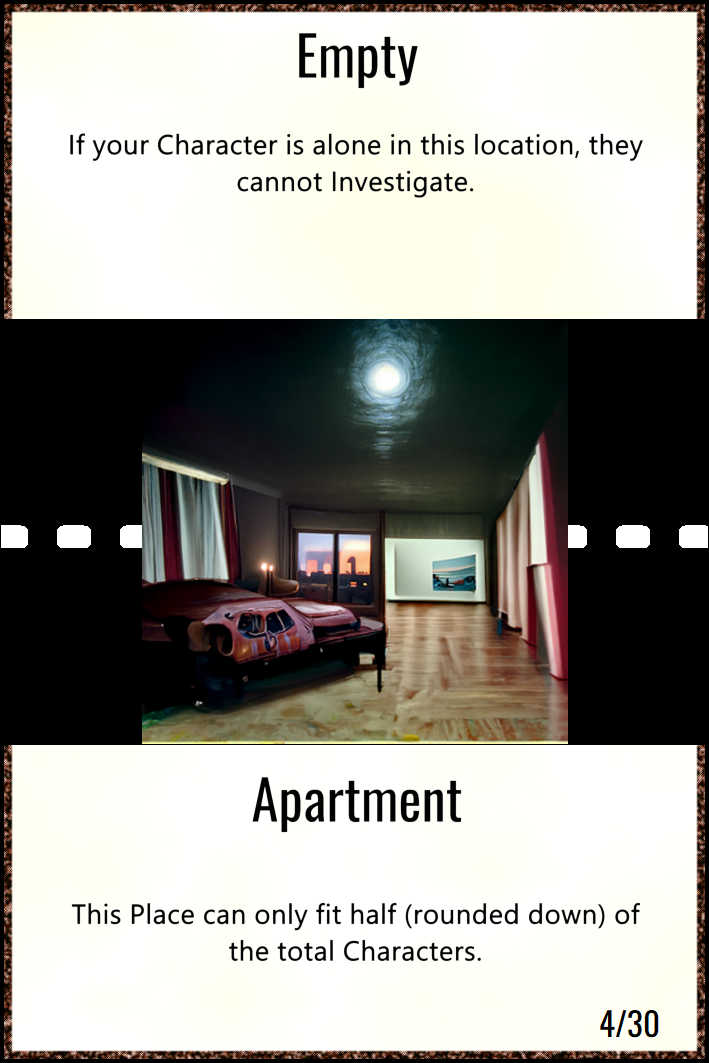 Empty
If your Character is alone in this location, they
cannot Investigate.
Apartment
This Place can only fit half (rounded down) of
the total Characters.
4/30